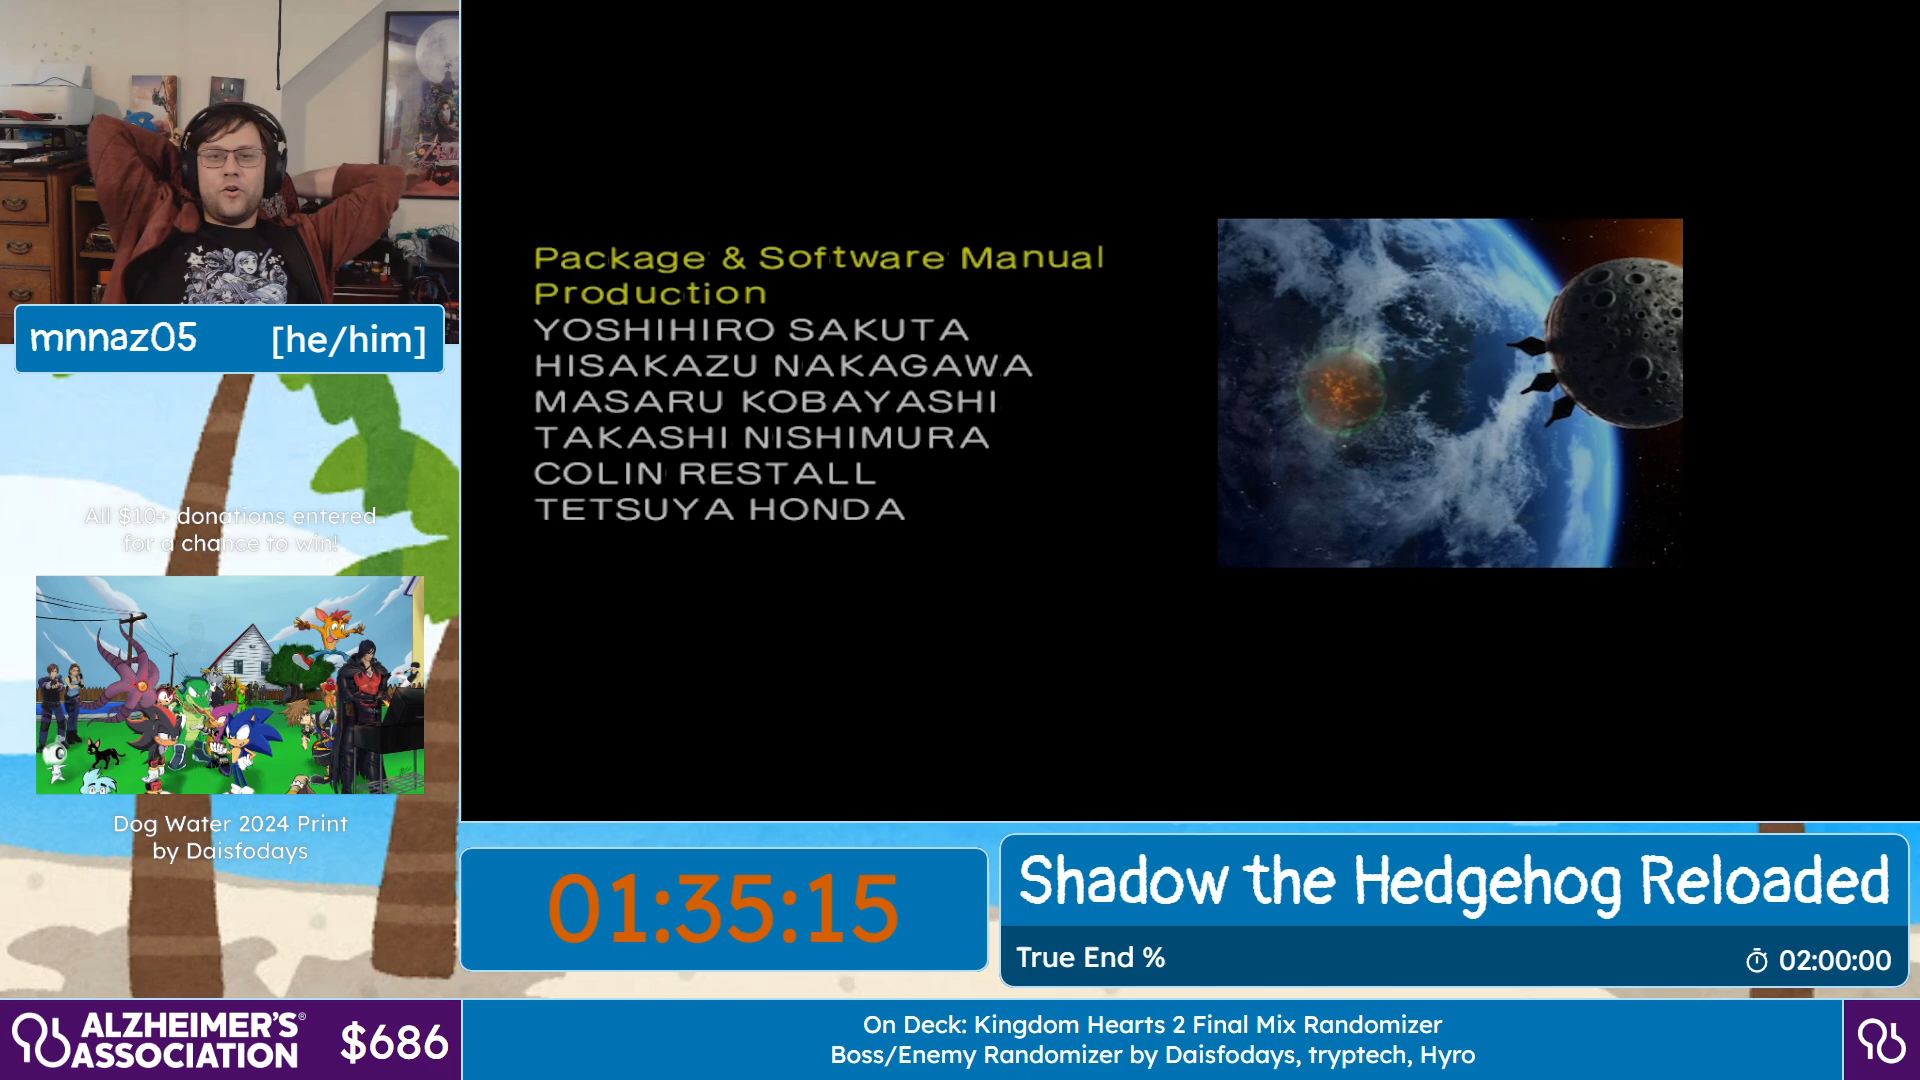 mnnaz05 [he/him]
All $10+ donations entered
for a chance to win!
Dog Water 2024 Print
by Daisfodays
Package & Software Manual
Production
YOSHIHIRO SAKUTA
HISAKAZU NAKAGAWA
MASARU KOBAYASHI
TAKASHI NISHIMURA
COLIN RESTALL
TETSUYA HONDA
01:35:15
Shadow the Hedgehog Reloaded
True End % 02:00:00
ALZHEIMER'S®
ASSOCIATION
$686
On Deck: Kingdom Hearts 2 Final Mix Randomizer
Boss/Enemy Randomizer by Daisfodays, tryptech, Hyro